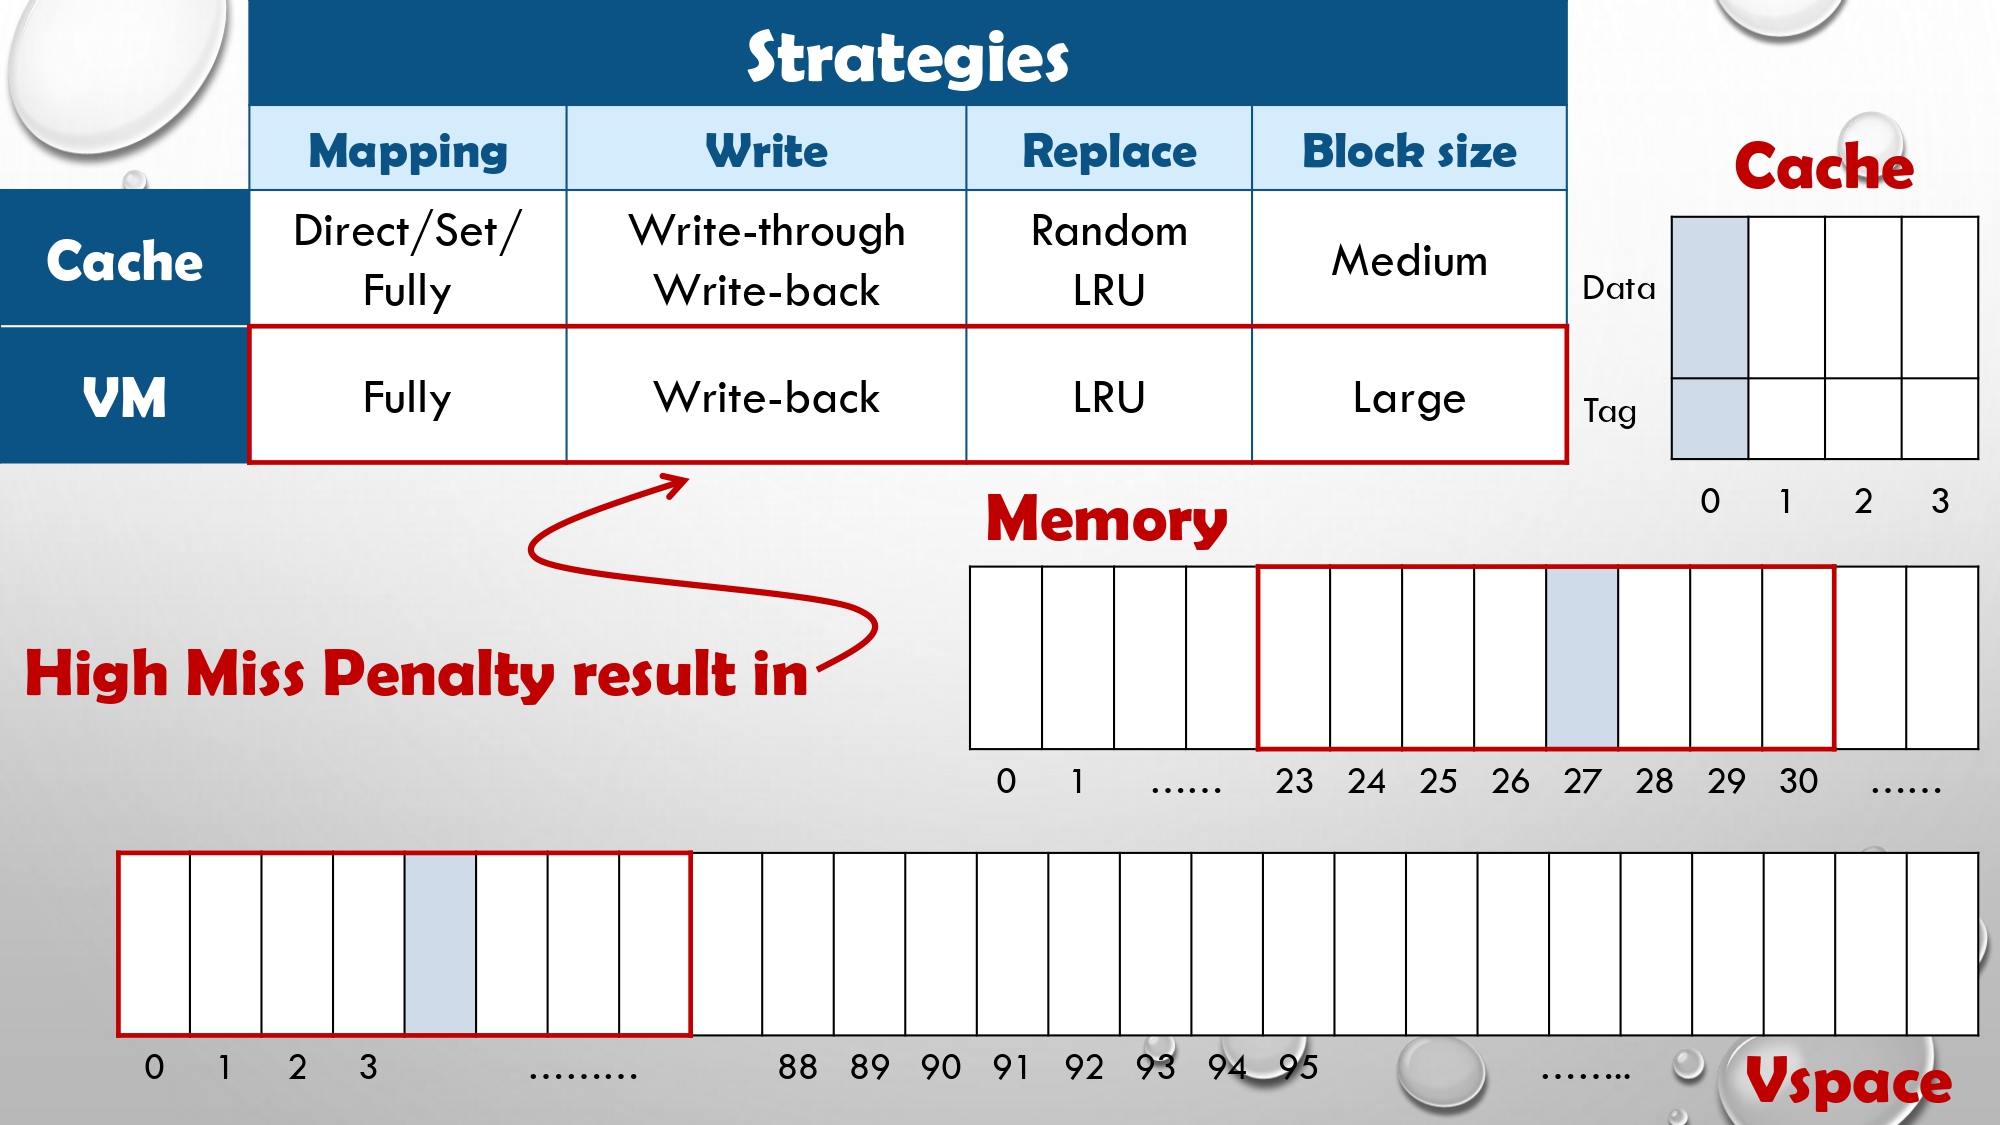 Strategies
Mapping Write Replace Block size
Cache
Direct/Set/
Fully
Write-through
Write-back
Random
LRU
Medium
VM
Fully
Write-back
LRU
Large
Cache
Data
Tag
0 1 2 3
High Miss Penalty result in
Memory
0 1 …… 23 24 25 26 27 28 29 30 ……
0 1 2 3 ……… 88 89 90 91 92 93 94 95 ……..
Vspace